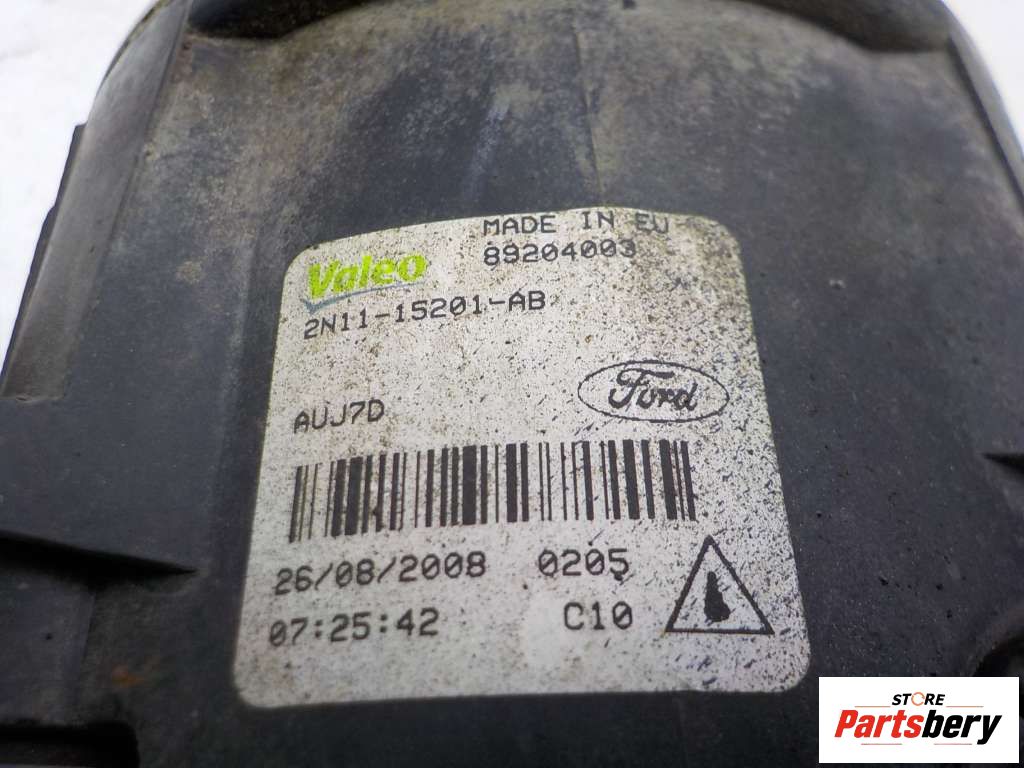 MADE IN EU
89204003
Valeo
2N11-15201-AB
AUJ7D
Ford
26/08/2008 0205
07:25:42 C10
STORE
Partsbery